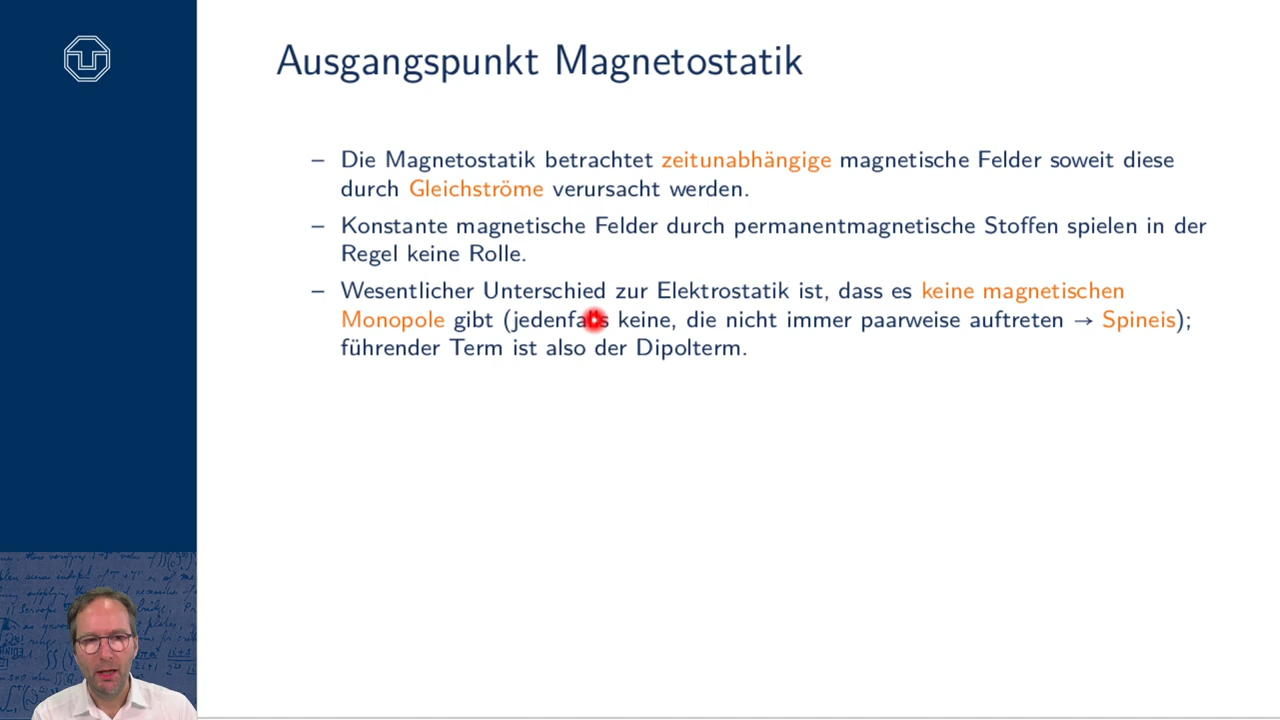 Ausgangspunkt Magnetostatik
– Die Magnetostatik betrachtet zeitunabhängige magnetische Felder soweit diese
durch Gleichströme verursacht werden.
– Konstante magnetische Felder durch permanentmagnetische Stoffen spielen in der
Regel keine Rolle.
– Wesentlicher Unterschied zur Elektrostatik ist, dass es keine magnetischen
Monopole gibt (jedenfalls keine, die nicht immer paarweise auftreten → Spineis);
führender Term ist also der Dipolterm.